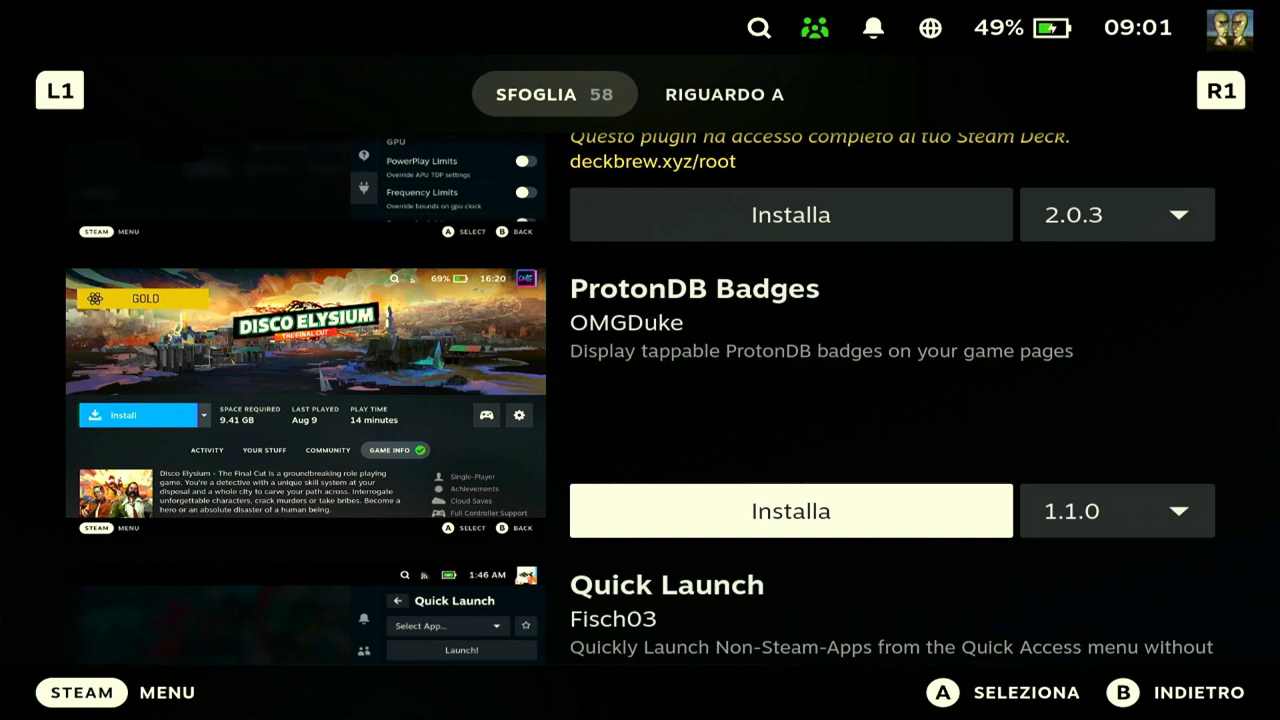 49%
09:01
L1
SFOGLIA 58
RIGUARDO A
R1
GPU
PowerPlay Limits
Override APU TDP settings
Frequency Limits
Override bounds on gpu clock
STEAM MENU
A SELECT B BACK
Questo plugin ha accesso completo al tuo Steam Deck.
deckbrew.xyz/root
Installa
2.0.3
69%
16:20
OMG
GOLD
DISCO ELYSIUM
THE FINAL CUT
Install
SPACE REQUIRED
9.41 GB
LAST PLAYED
Aug 9
PLAY TIME
14 minutes
ACTIVITY
YOUR STUFF
COMMUNITY
GAME INFO
Disco Elysium - The Final Cut is a groundbreaking role playing
game. You're a detective with a unique skill system at your
disposal and a whole city to carve your path across. Interrogate
unforgettable characters, crack murders or take bribes. Become a
hero or an absolute disaster of a human being.
Single-Player
Achievements
Cloud Saves
Full Controller Support
STEAM MENU
A SELECT B BACK
ProtonDB Badges
OMGDuke
Display tappable ProtonDB badges on your game pages
Installa
1.1.0
1:46 AM
Quick Launch
Select App...
Launch!
Quick Launch
Fisch03
Quickly Launch Non-Steam-Apps from the Quick Access menu without
STEAM MENU
A SELEZIONA
B INDIETRO